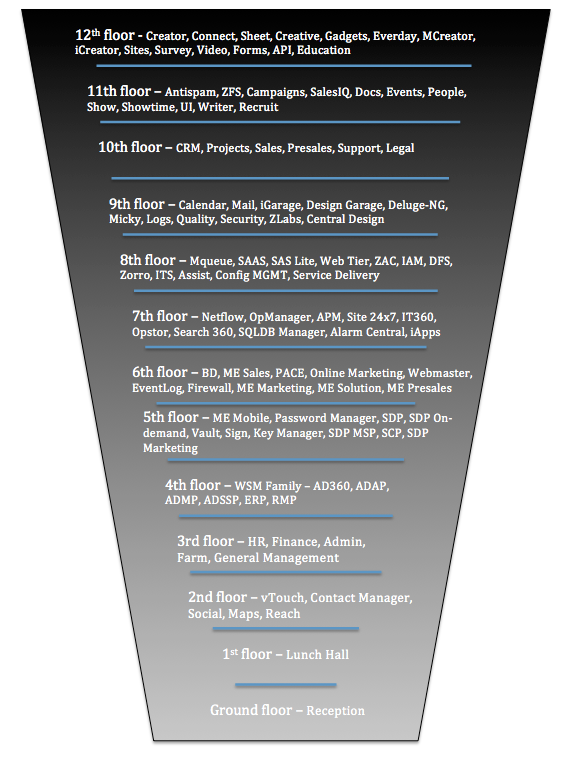 12th floor - Creator, Connect, Sheet, Creative, Gadgets, Everday, MCreator,
iCreator, Sites, Survey, Video, Forms, API, Education
11th floor – Antispam, ZFS, Campaigns, SalesIQ, Docs, Events, People,
Show, Showtime, UI, Writer, Recruit
10th floor – CRM, Projects, Sales, Presales, Support, Legal
9th floor – Calendar, Mail, iGarage, Design Garage, Deluge-NG,
Micky, Logs, Quality, Security, ZLabs, Central Design
8th floor – Mqueue, SAAS, SAS Lite, Web Tier, ZAC, IAM, DFS,
Zorro, ITS, Assist, Config MGMT, Service Delivery
7th floor – Netflow, OpManager, APM, Site 24x7, IT360,
Opstor, Search 360, SQLDB Manager, Alarm Central, iApps
6th floor – BD, ME Sales, PACE, Online Marketing, Webmaster,
EventLog, Firewall, ME Marketing, ME Solution, ME Presales
5th floor – ME Mobile, Password Manager, SDP, SDP On-
demand, Vault, Sign, Key Manager, SDP MSP, SCP, SDP
Marketing
4th floor – WSM Family – AD360, ADAP,
ADMP, ADSSP, ERP, RMP
3rd floor – HR, Finance, Admin,
Farm, General Management
2nd floor – vTouch, Contact Manager,
Social, Maps, Reach
1st floor – Lunch Hall
Ground floor – Reception